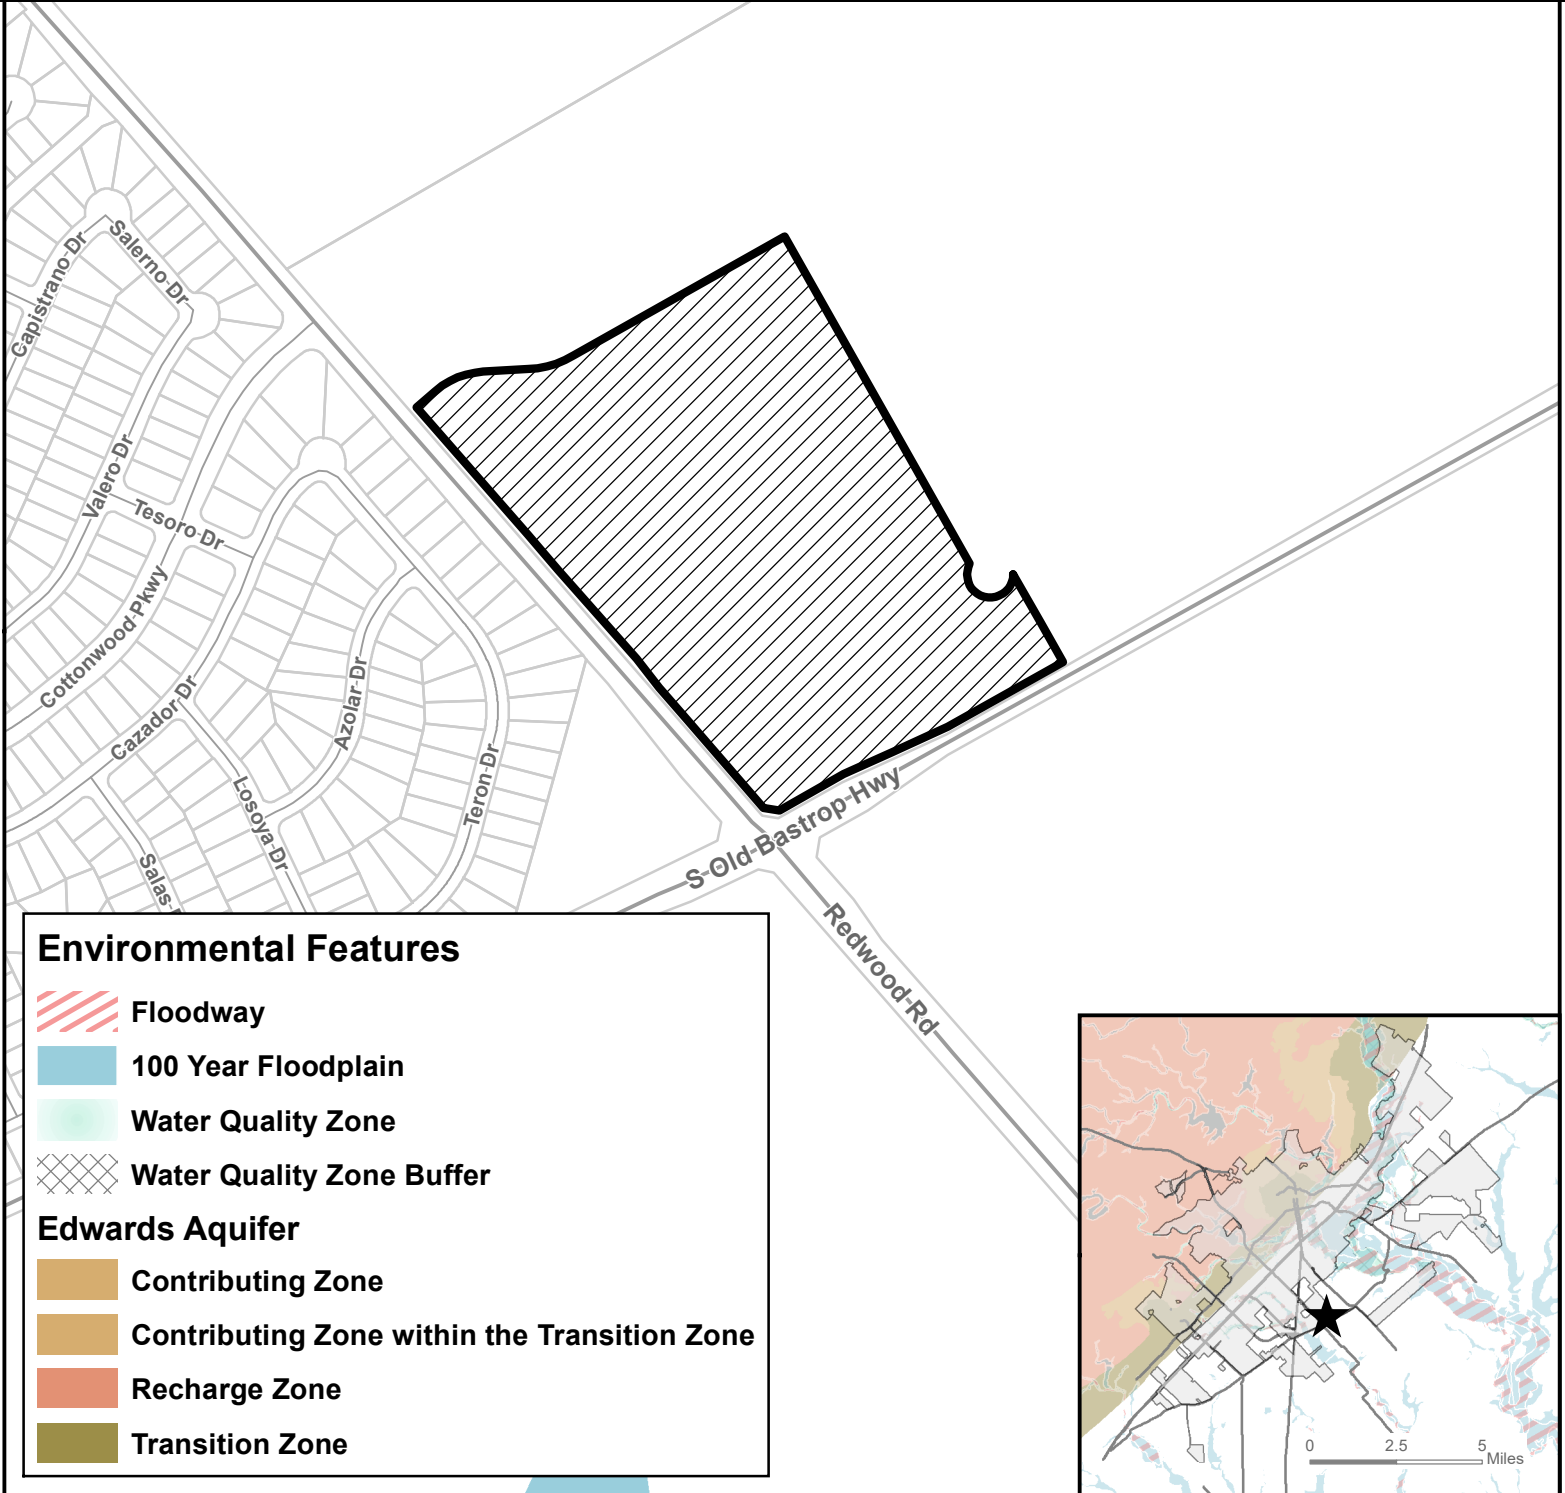 Capistrano Dr
Salerno Dr
Valero Dr
Tesoro Dr
Cottonwood Pkwy
Cazador Dr
Azolar Dr
Losoya Dr
Teron Dr
Salas
S Old Bastrop Hwy
Redwood Rd
Environmental Features
Floodway
100 Year Floodplain
Water Quality Zone
Water Quality Zone Buffer
Edwards Aquifer
Contributing Zone
Contributing Zone within the Transition Zone
Recharge Zone
Transition Zone
0 2.5 5
Miles